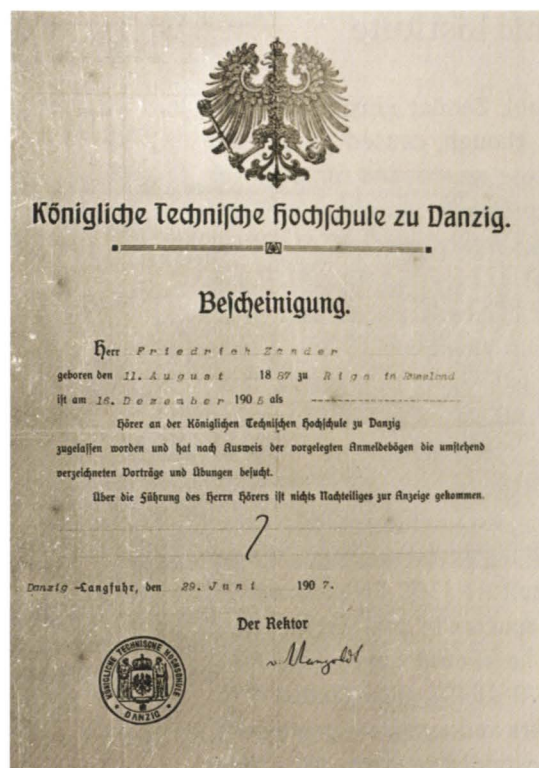 Königliche Technische Hochschule zu Danzig.
Bescheinigung.
Herr Friedrich Zander
geboren den 11. August 1887 zu Riga in Russland
ist am 16. Dezember 1905 als ---
Hörer an der Königlichen Technischen Hochschule zu Danzig
zugelassen worden und hat nach Ausweis der vorgelegten Anmeldebögen die umstehend
verzeichneten Vorträge und Übungen besucht.
Über die Führung des Herrn Hörers ist nichts Nachteiliges zur Anzeige gekommen.
Danzig-Langfuhr, den 29. Juni 1907.
Der Rektor
v Mangoldt
KÖNIGLICHE TECHNISCHE HOCHSCHULE
DANZIG